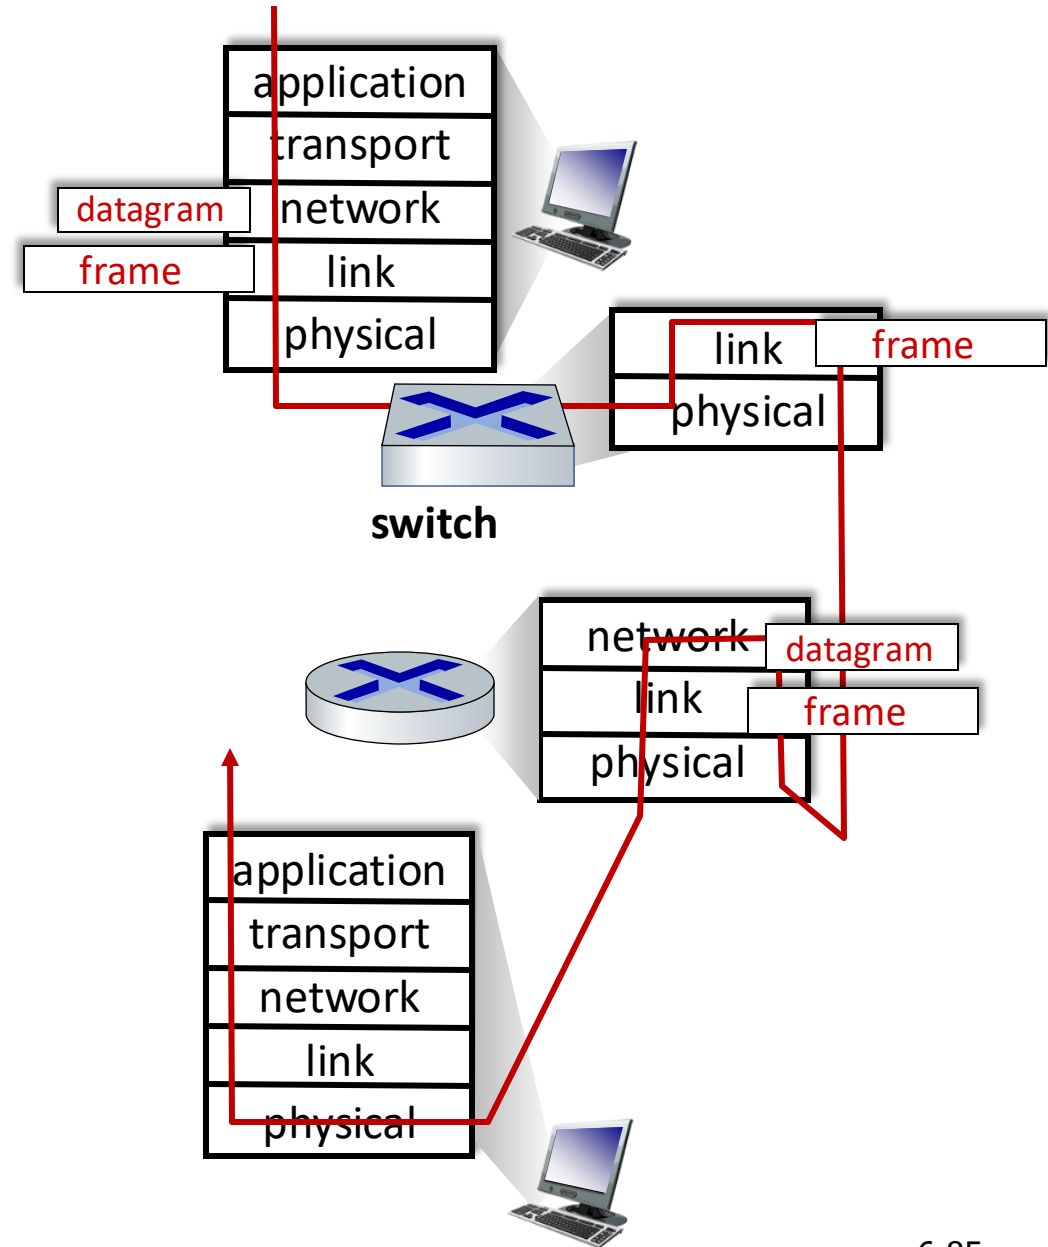 application
transport
datagram
network
frame
link
physical
link
frame
physical
switch
network
datagram
link
frame
physical
application
transport
network
link
physical